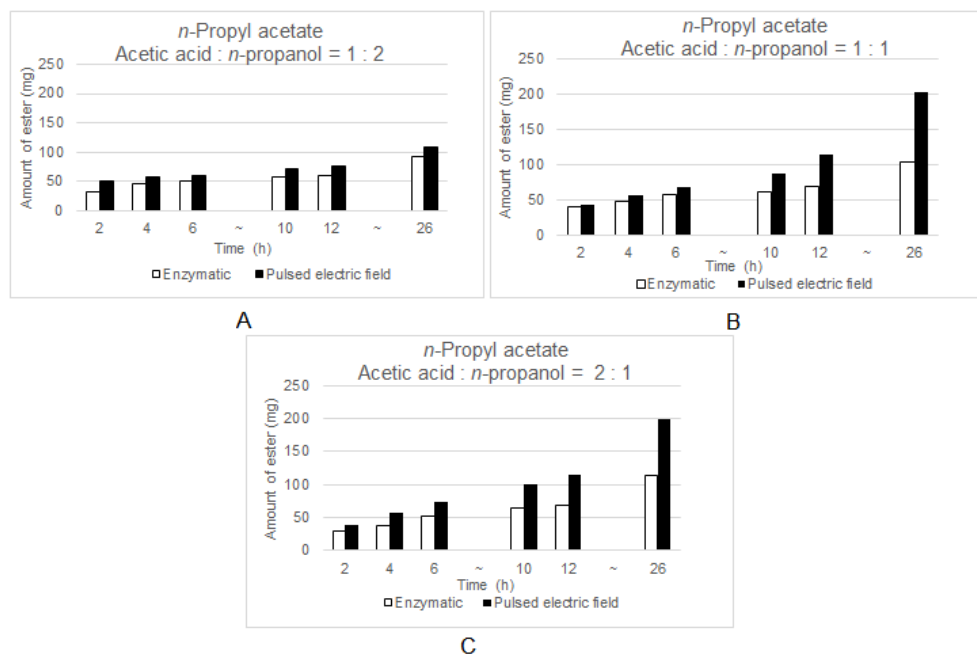 n-Propyl acetate
Acetic acid : n-propanol = 1 : 2
Amount of ester (mg)
250
200
150
100
50
0
2 4 6 ~ 10 12 ~ 26
Time (h)
Enzymatic Pulsed electric field
A
n-Propyl acetate
Acetic acid : n-propanol = 1 : 1
Amount of ester (mg)
250
200
150
100
50
0
2 4 6 ~ 10 12 ~ 26
Time (h)
Enzymatic Pulsed electric field
B
n-Propyl acetate
Acetic acid : n-propanol = 2 : 1
Amount of ester (mg)
250
200
150
100
50
0
2 4 6 ~ 10 12 ~ 26
Time (h)
Enzymatic Pulsed electric field
C